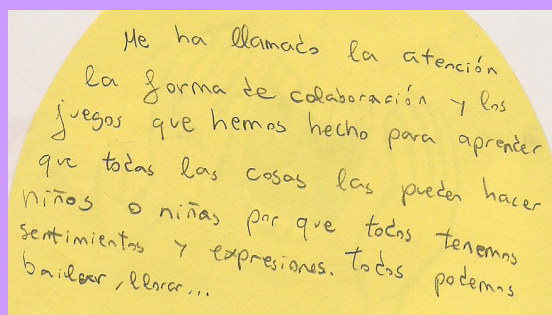 Me ha llamado la atención
la forma de colaboración y los
juegos que hemos hecho para aprender
que todas las cosas las pueden hacer
niños o niñas por que todos tenemos
sentimientos y expresiones. Todos podemos
bailar, llorar...